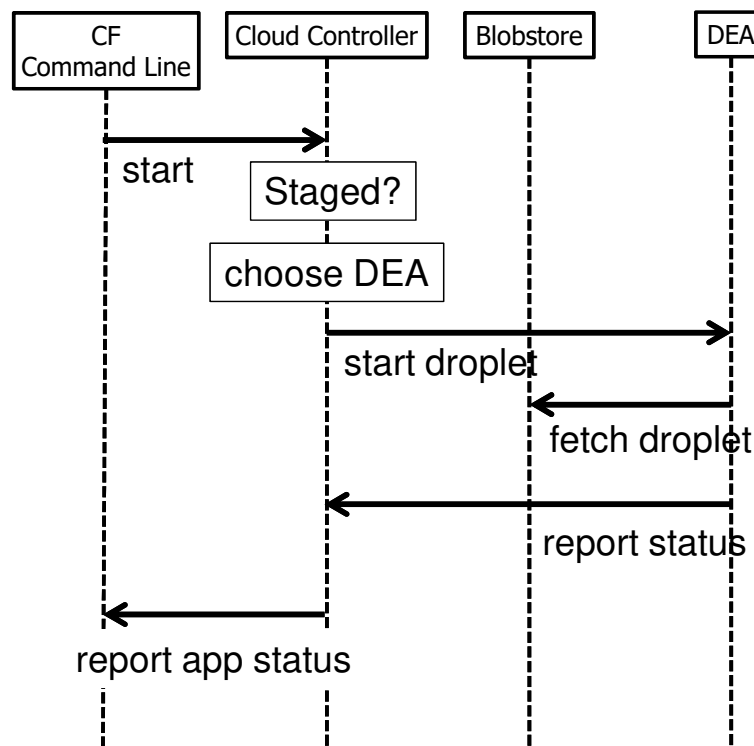 CF
Command Line
Cloud Controller
Blobstore
DEA
start
Staged?
choose DEA
start droplet
fetch droplet
report status
report app status